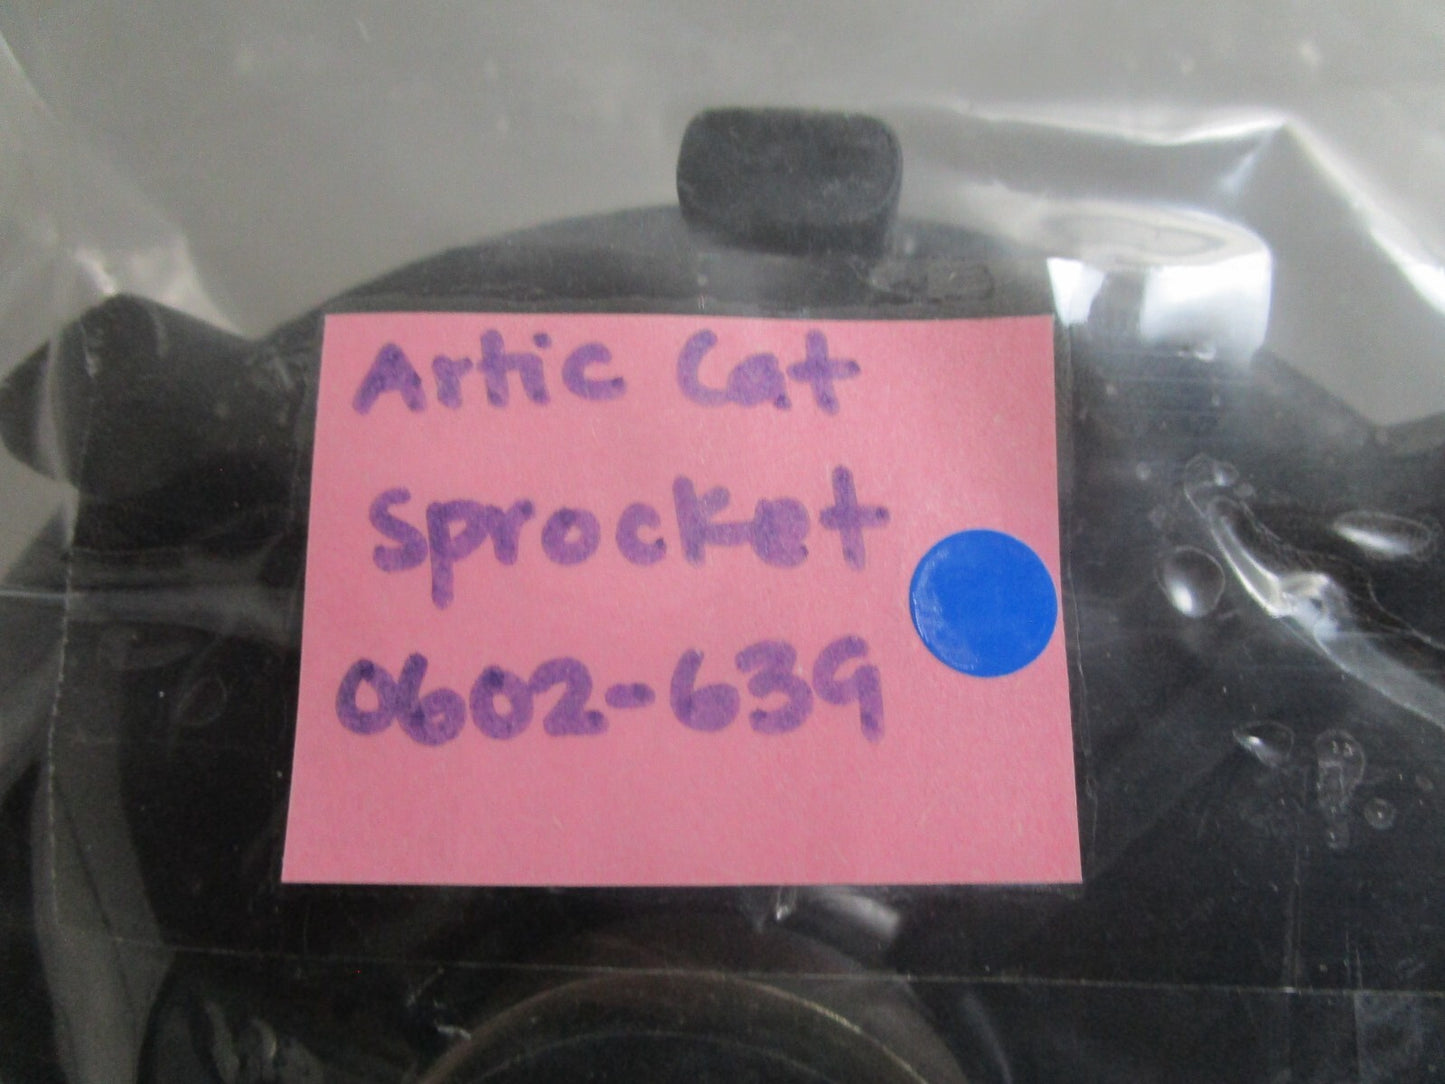 Artic Cat
Sprocket
0602-639